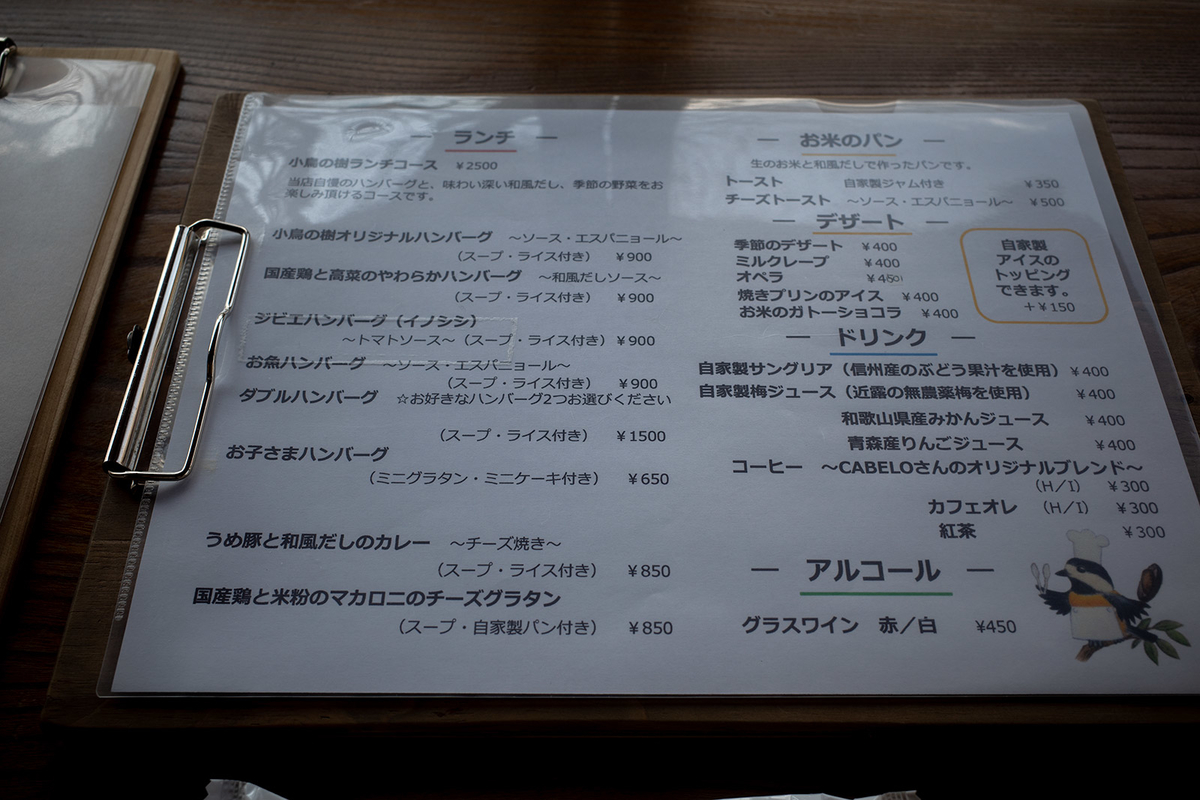 ― ランチ ―
小鳥の樹ランチコース ¥2500
当店自慢のハンバーグと、味わい深い和風だし、季節の野菜をお
楽しみ頂けるコースです。
小鳥の樹オリジナルハンバーグ ～ソース・エスパニョール～
（スープ・ライス付き） ¥900
国産鶏と高菜のやわらかハンバーグ ～和風だしソース～
（スープ・ライス付き） ¥900
ジビエハンバーグ（イノシシ）
～トマトソース～（スープ・ライス付き） ¥900
お魚ハンバーグ ～ソース・エスパニョール～
（スープ・ライス付き） ¥900
ダブルハンバーグ ☆お好きなハンバーグ2つお選びください
（スープ・ライス付き） ¥1500
お子さまハンバーグ
（ミニグラタン・ミニケーキ付き） ¥650
うめ豚と和風だしのカレー ～チーズ焼き～
（スープ・ライス付き） ¥850
国産鶏と米粉のマカロニのチーズグラタン
（スープ・自家製パン付き） ¥850
― お米のパン ―
生のお米と和風だしで作ったパンです。
トースト 自家製ジャム付き ¥350
チーズトースト ～ソース・エスパニョール～ ¥500
― デザート ―
季節のデザート ¥400
ミルクレープ ¥400
オペラ
焼きプリンのアイス ¥400
お米のガトーショコラ ¥400
自家製
アイスの
トッピング
できます。
＋¥150
― ドリンク ―
自家製サングリア（信州産のぶどう果汁を使用） ¥400
自家製梅ジュース（近露の無農薬梅を使用） ¥400
和歌山県産みかんジュース ¥400
青森産りんごジュース ¥400
コーヒー ～CABELOさんのオリジナルブレンド～
（H／I） ¥300
カフェオレ （H／I） ¥300
紅茶 ¥300
― アルコール ―
グラスワイン 赤／白 ¥450